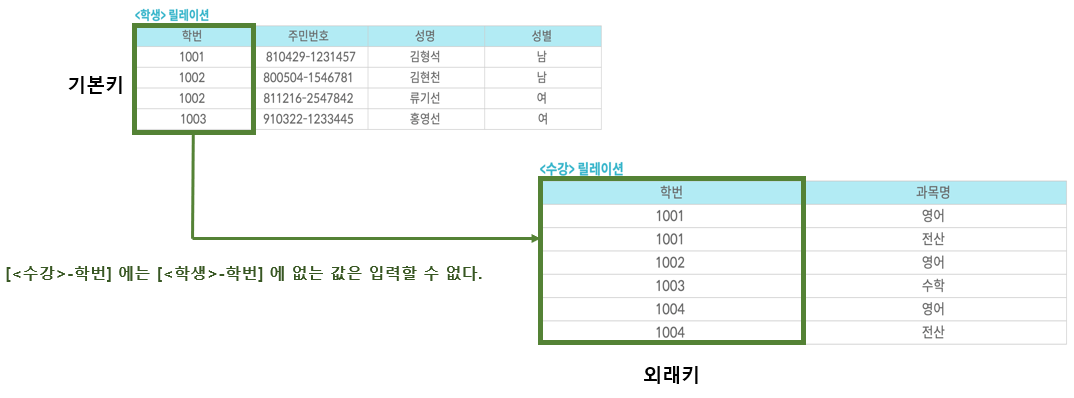 <학생> 릴레이션
학번 주민번호 성명 성별
1001 810429-1231457 김형석 남
1002 800504-1546781 김현천 남
기본키
1002 811216-2547842 류기선 여
1003 910322-1233445 홍영선 여
<수강> 릴레이션
학번 과목명
1001 영어
1001 전산
1002 영어
[<수강>-학번] 에는 [<학생>-학번] 에 없는 값은 입력할 수 없다.
1003 수학
1004 영어
1004 전산
외래키